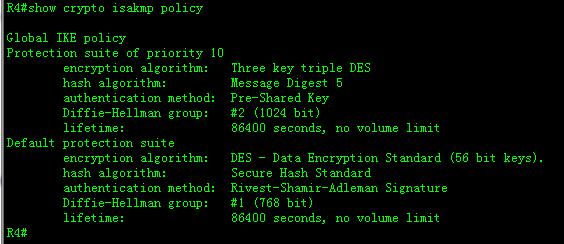 R4#show crypto isakmp policy
Global IKE policy
Protection suite of priority 10
encryption algorithm: Three key triple DES
hash algorithm: Message Digest 5
authentication method: Pre-Shared Key
Diffie-Hellman group: #2 (1024 bit)
lifetime: 86400 seconds, no volume limit
Default protection suite
encryption algorithm: DES - Data Encryption Standard (56 bit keys).
hash algorithm: Secure Hash Standard
authentication method: Rivest-Shamir-Adleman Signature
Diffie-Hellman group: #1 (768 bit)
lifetime: 86400 seconds, no volume limit
R4#